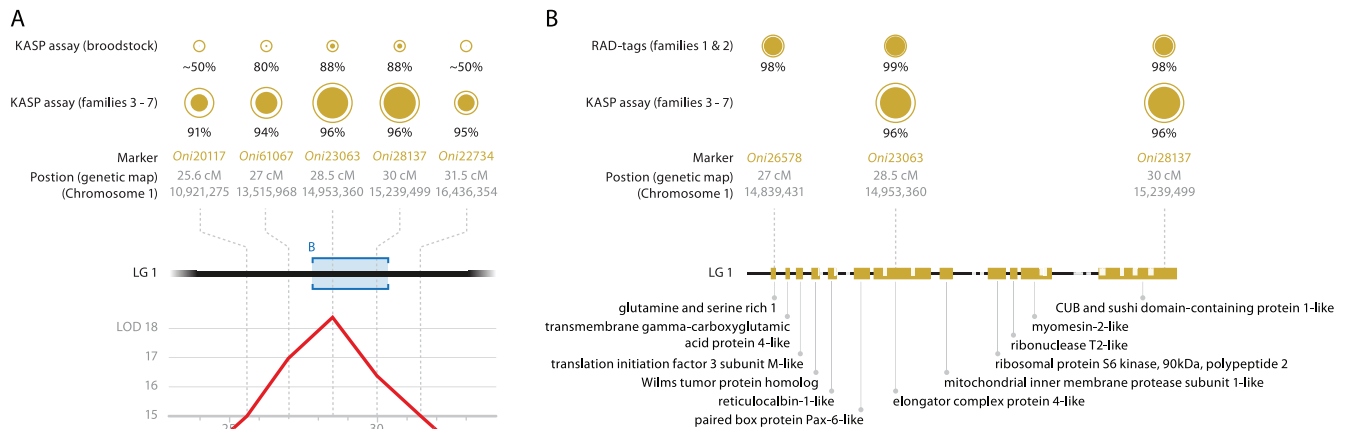 A
KASP assay (broodstock)
~50% 80% 88% 88% ~50%
KASP assay (families 3 - 7)
91% 94% 96% 96% 95%
Marker Oni20117 Oni61067 Oni23063 Oni28137 Oni22734
Postion (genetic map) 25.6 cM 27 cM 28.5 cM 30 cM 31.5 cM
(Chromosome 1) 10,921,275 13,515,968 14,953,360 15,239,499 16,436,354
B
LG 1
LOD 18
17
16
15
25 30
B
RAD-tags (families 1 & 2)
98% 99% 98%
KASP assay (families 3 - 7)
96% 96%
Marker Oni26578 Oni23063 Oni28137
Postion (genetic map) 27 cM 28.5 cM 30 cM
(Chromosome 1) 14,839,431 14,953,360 15,239,499
LG 1
glutamine and serine rich 1
transmembrane gamma-carboxyglutamic
acid protein 4-like
translation initiation factor 3 subunit M-like
Wilms tumor protein homolog
reticulocalbin-1-like
paired box protein Pax-6-like
CUB and sushi domain-containing protein 1-like
myomesin-2-like
ribonuclease T2-like
ribosomal protein S6 kinase, 90kDa, polypeptide 2
mitochondrial inner membrane protease subunit 1-like
elongator complex protein 4-like